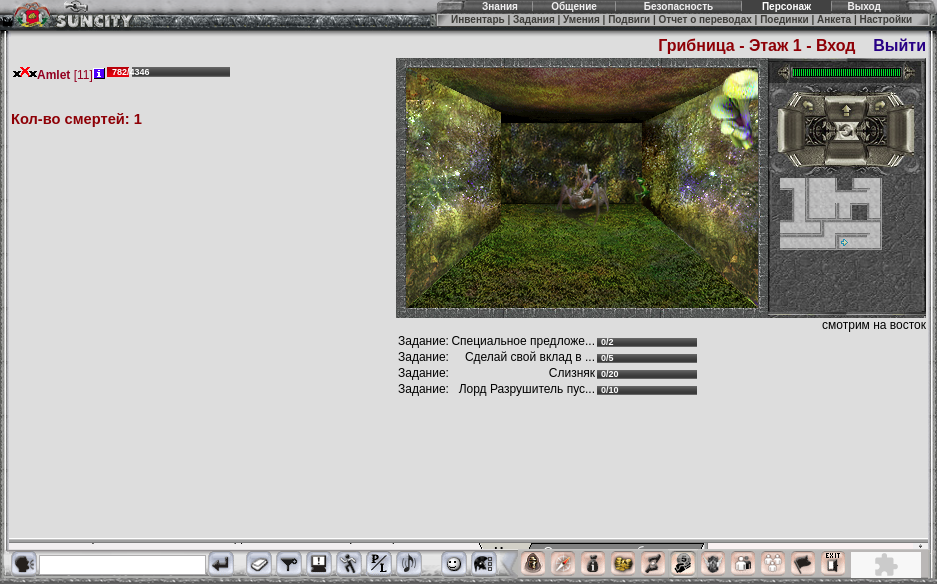 Знания Общение Безопасность Персонаж Выход
SUNCITY
Инвентарь | Задания | Умения | Подвиги | Отчет о переводах | Поединки | Анкета | Настройки
Грибница - Этаж 1 - Вход Выйти
Amlet [11] 782/4346
Кол-во смертей: 1
смотрим на восток
Задание: Специальное предложе... 0/2
Задание: Сделай свой вклад в ... 0/5
Задание: Слизняк 0/20
Задание: Лорд Разрушитель пус... 0/10
P/L
EXIT